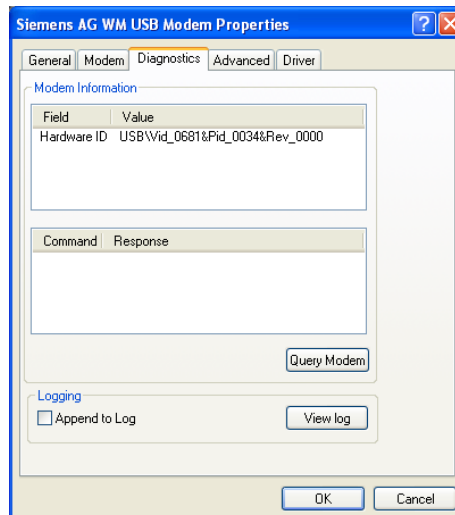 Siemens AG WM USB Modem Properties
General Modem Diagnostics Advanced Driver
Modem Information
Field Value
Hardware ID USB\Vid_0681&Pid_0034&Rev_0000
Command Response
Query Modem
Logging
Append to Log View log
OK Cancel